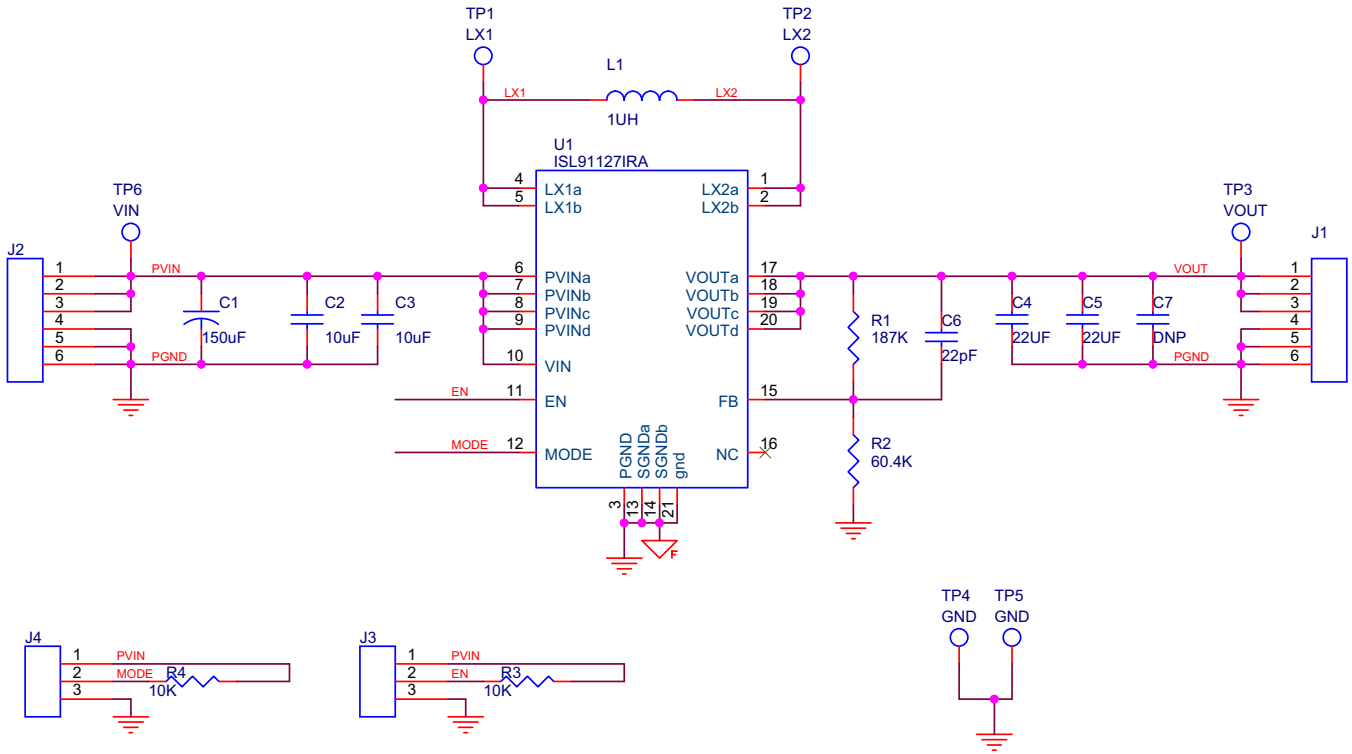 TP1
LX1
TP2
LX2
L1
LX1
LX2
1UH
U1
ISL91127IRA
4
LX1a
5
LX1b
1
LX2a
2
LX2b
TP6
VIN
TP3
VOUT
J2
1
2
3
4
5
6
PVIN
PGND
C1
150uF
C2
10uF
C3
10uF
6
PVINa
7
PVINb
8
PVINc
9
PVINd
10
VIN
EN
11
EN
MODE
12
MODE
VOUTa
17
VOUTb
18
VOUTc
19
VOUTd
20
FB
15
NC
16
PGND
SGNDa
SGNDb
gnd
3
13
14
21
F
R1
187K
C6
22pF
R2
60.4K
C4
22UF
C5
22UF
C7
DNP
VOUT
PGND
J1
1
2
3
4
5
6
J4
1
2
3
PVIN
MODE
R4
10K
J3
1
2
3
PVIN
EN
R3
10K
TP4
GND
TP5
GND